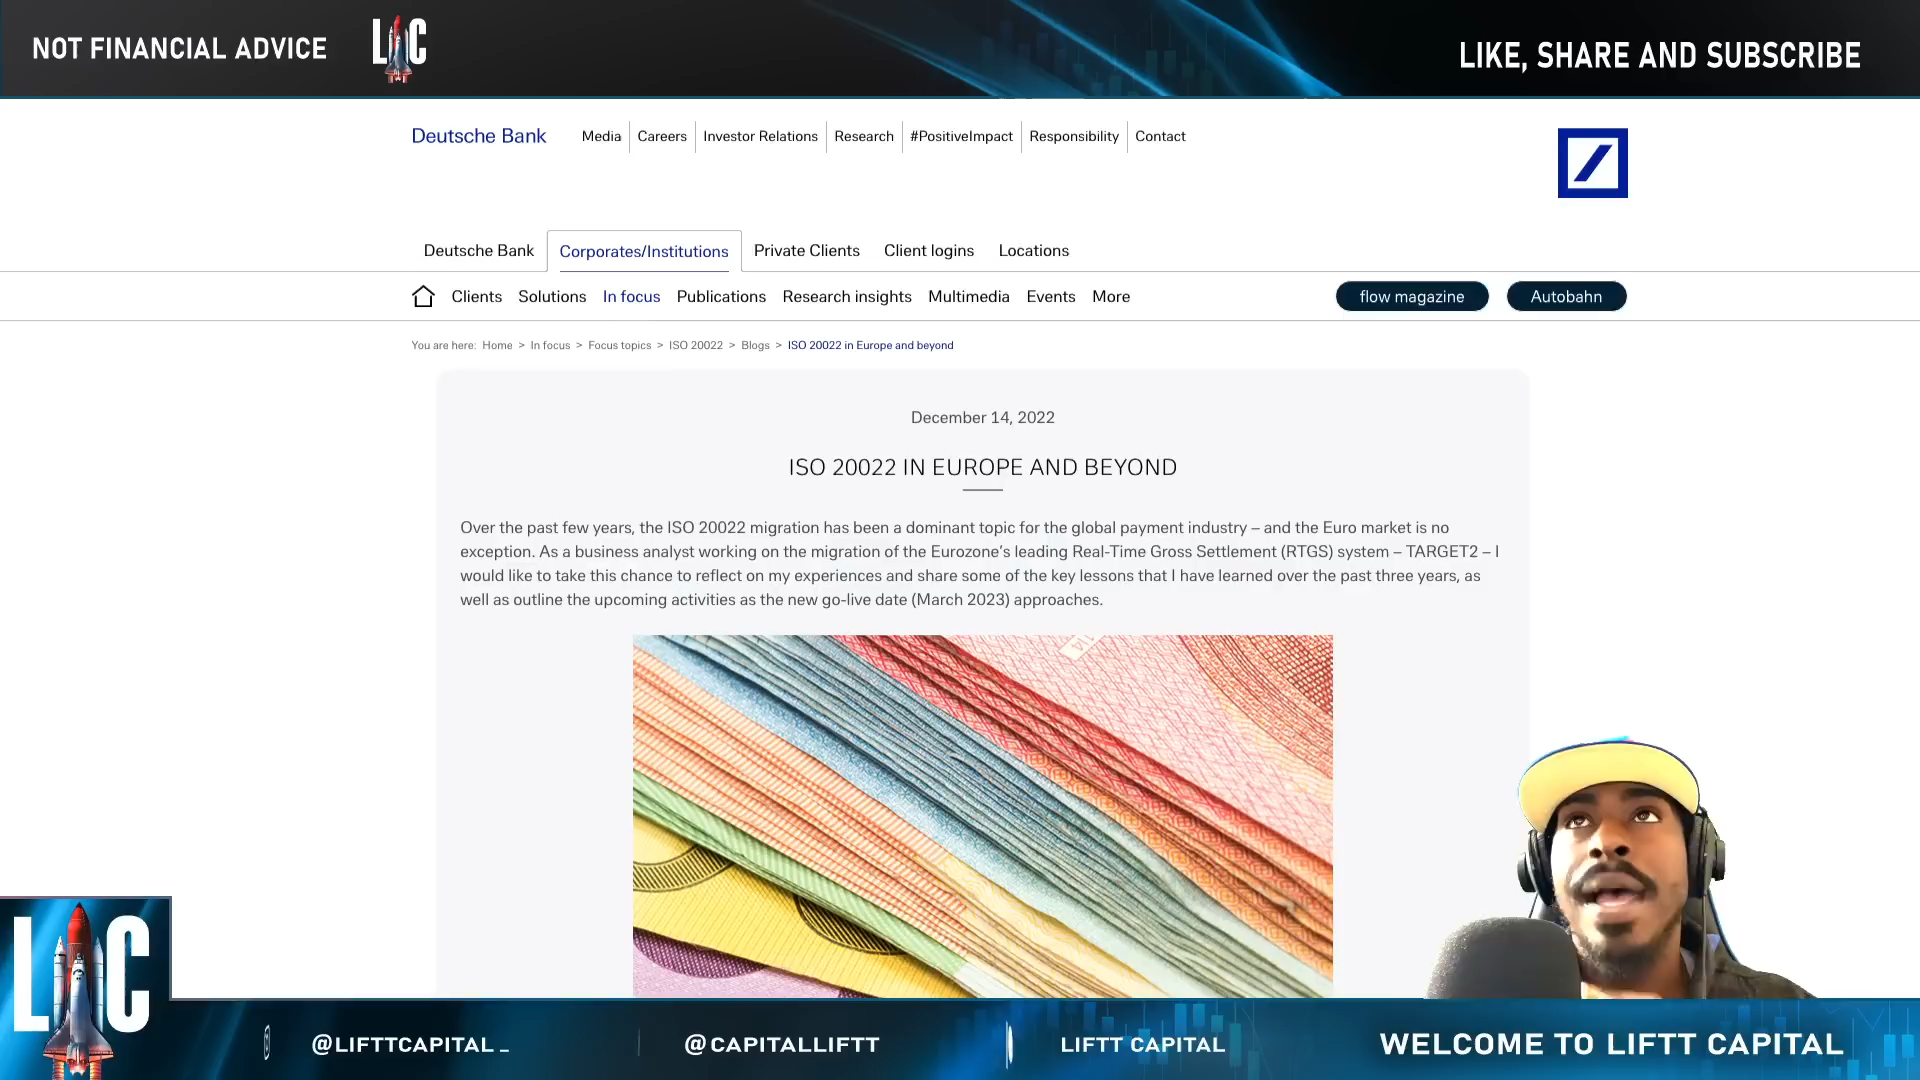 NOT FINANCIAL ADVICE
LC
LIKE, SHARE AND SUBSCRIBE
Deutsche Bank
Media
Careers
Investor Relations
Research
#PositiveImpact
Responsibility
Contact
Deutsche Bank
Corporates/Institutions
Private Clients
Client logins
Locations
Clients
Solutions
In focus
Publications
Research insights
Multimedia
Events
More
flow magazine
Autobahn
You are here: Home > In focus > Focus topics > ISO 20022 > Blogs > ISO 20022 in Europe and beyond
December 14, 2022
ISO 20022 IN EUROPE AND BEYOND
Over the past few years, the ISO 20022 migration has been a dominant topic for the global payment industry – and the Euro market is no
exception. As a business analyst working on the migration of the Eurozone's leading Real-Time Gross Settlement (RTGS) system – TARGET2 – I
would like to take this chance to reflect on my experiences and share some of the key lessons that I have learned over the past three years, as
well as outline the upcoming activities as the new go-live date (March 2023) approaches.
LC
@LIFTTCAPITAL_
@CAPITALLIFTT
LIFTT CAPITAL
WELCOME TO LIFTT CAPITAL